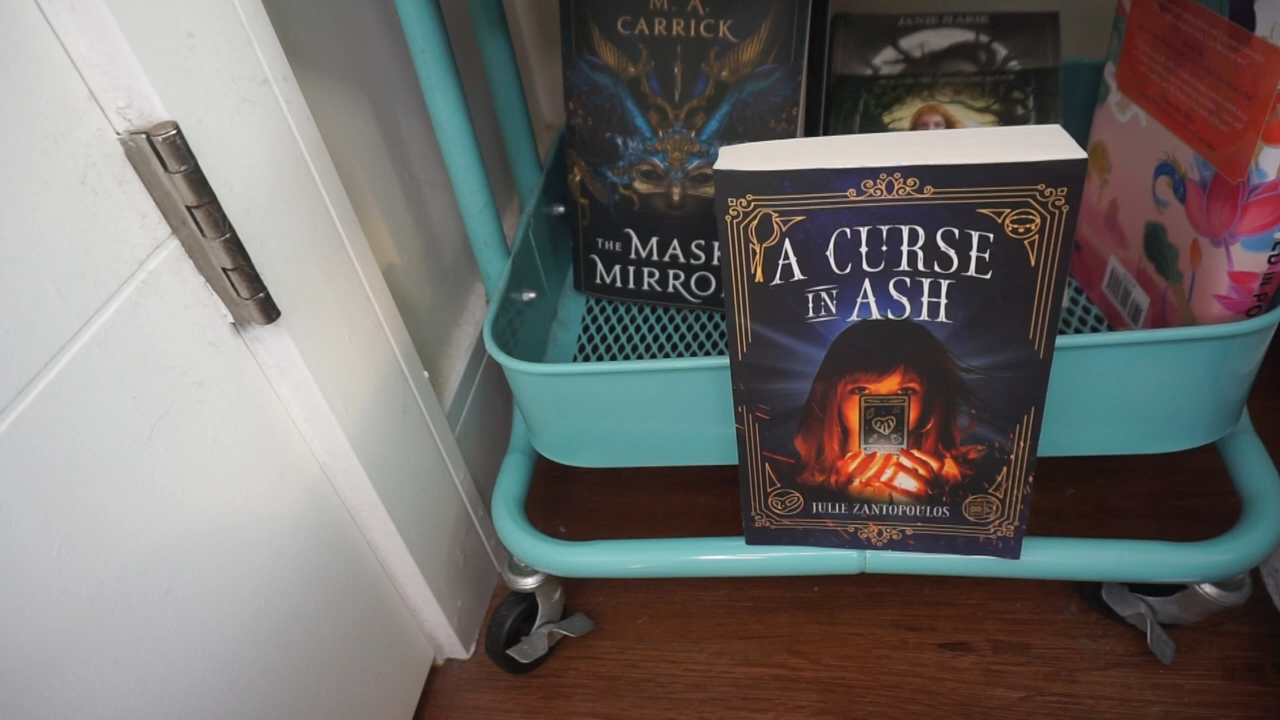 M. A.
CARRICK
THE MASK
MIRRO
JANIE MARIE
A CURSE
IN ASH
JULIE ZANTOPOULOS